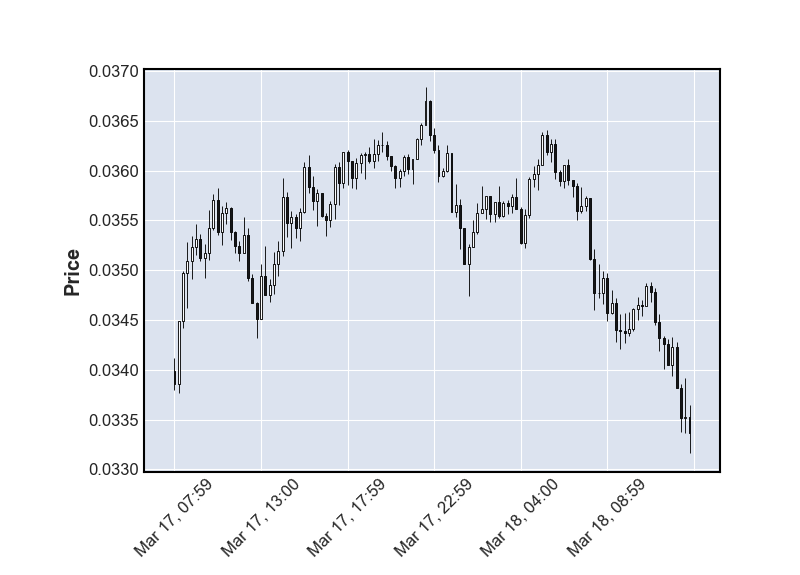 0.0370
0.0365
0.0360
0.0355
0.0350
0.0345
0.0340
0.0335
0.0330
Price
Mar 17, 07:59
Mar 17, 13:00
Mar 17, 17:59
Mar 17, 22:59
Mar 18, 04:00
Mar 18, 08:59